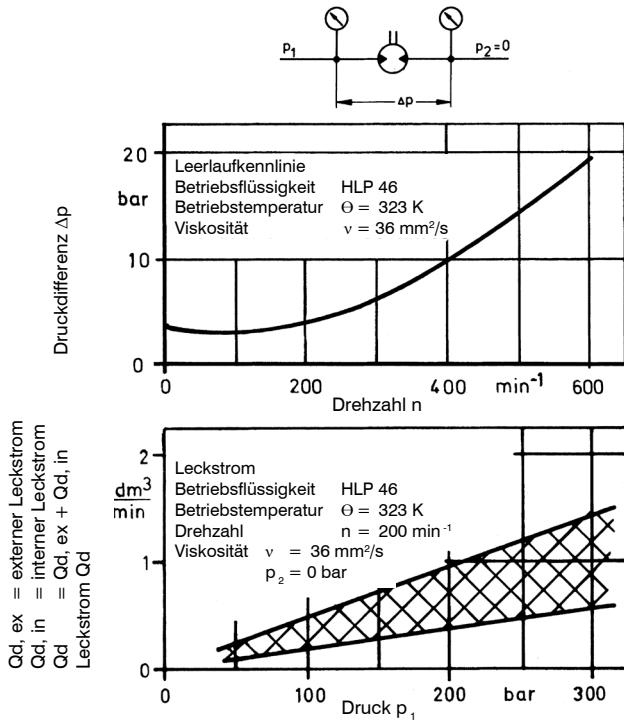 p₁
p₂=0
Δp
20
bar
10
0
Druckdifferenz Δp
Leerlaufkennlinie
Betriebsflüssigkeit HLP 46
Betriebstemperatur Θ = 323 K
Viskosität ν = 36 mm²/s
0 200 400 min⁻¹ 600
Drehzahl n
Qd, ex = externer Leckstrom
Qd, in = interner Leckstrom
Qd = Qd, ex + Qd, in
Leckstrom Qd
2
dm³
min
1
0
Leckstrom
Betriebsflüssigkeit HLP 46
Betriebstemperatur Θ = 323 K
Drehzahl n = 200 min⁻¹
Viskosität ν = 36 mm²/s
p₂ = 0 bar
0 100 200 bar 300
Druck p₁